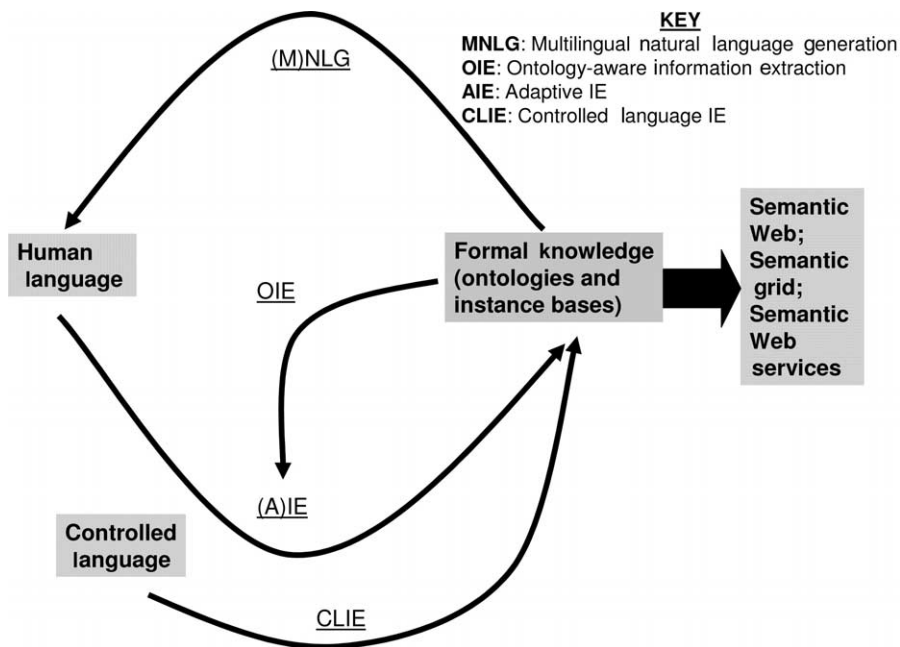 KEY
MNLG: Multilingual natural language generation
OIE: Ontology-aware information extraction
AIE: Adaptive IE
CLIE: Controlled language IE
(M)NLG
Human
language
OIE
Formal knowledge
(ontologies and
instance bases)
Semantic
Web;
Semantic
grid;
Semantic
Web
services
(A)IE
Controlled
language
CLIE